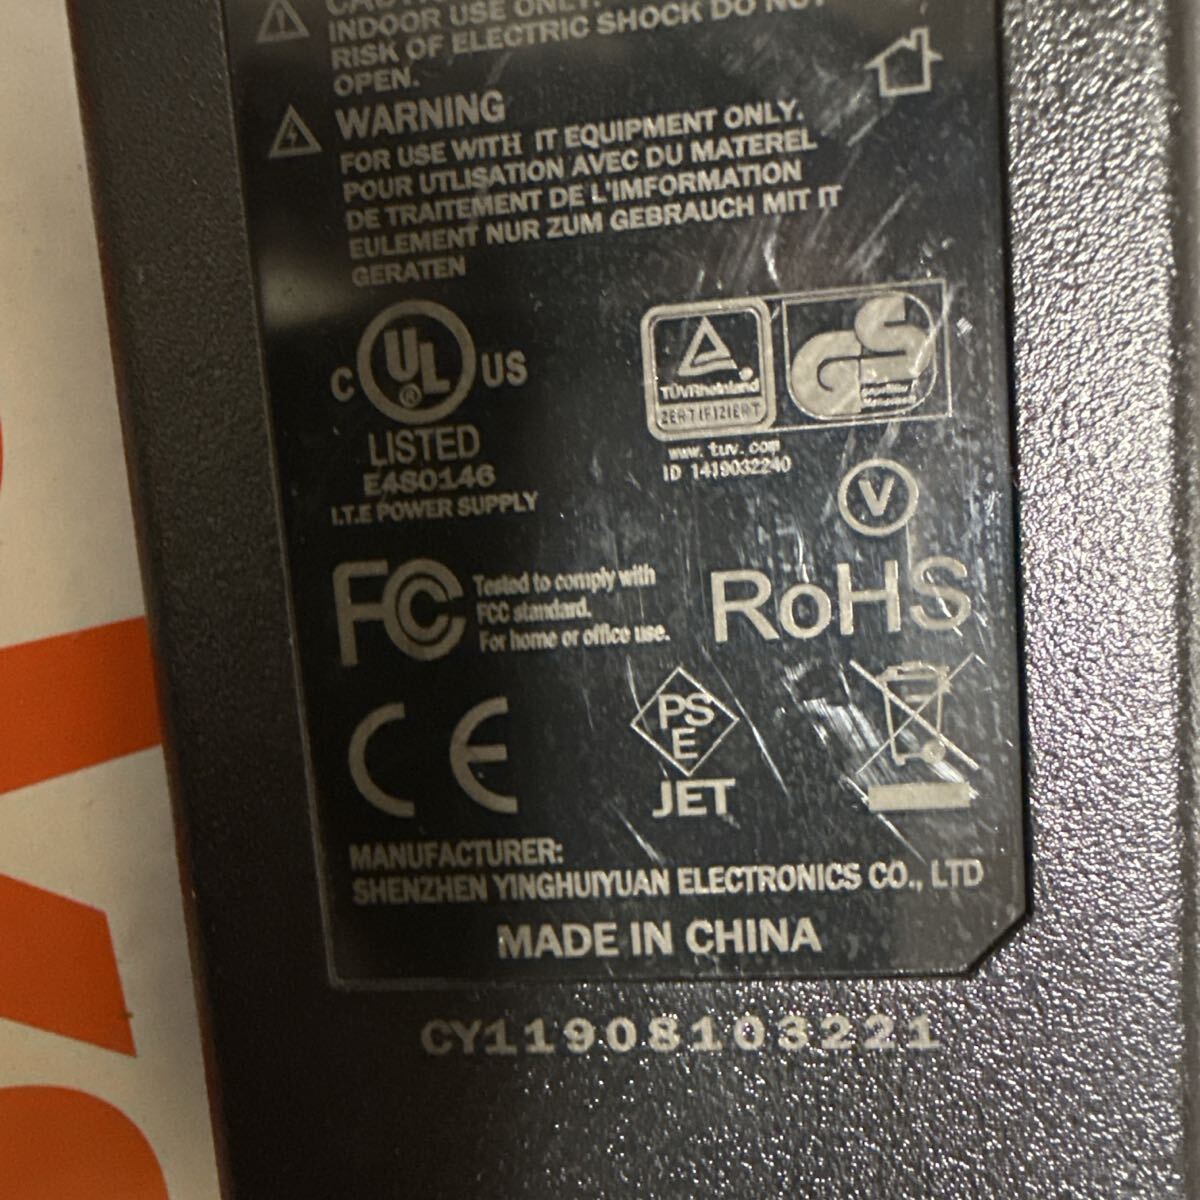 INDOOR USE ONLY.
RISK OF ELECTRIC SHOCK DO NOT
OPEN.
WARNING
FOR USE WITH IT EQUIPMENT ONLY.
POUR UTLISATION AVEC DU MATEREL
DE TRAITEMENT DE L'IMFORMATION
EULEMENT NUR ZUM GEBRAUCH MIT IT
GERATEN
C UL ® US
LISTED
E480146
I.T.E POWER SUPPLY
TÜVRheinland
ZERTIFIZIERT
GS
www.tuv.com
ID 1419032240
V
FC
Tested to comply with
FCC standard.
For home or office use.
RoHS
CE
PS
E
JET
MANUFACTURER:
SHENZHEN YINGHUIYUAN ELECTRONICS CO., LTD
MADE IN CHINA
CY11908103221